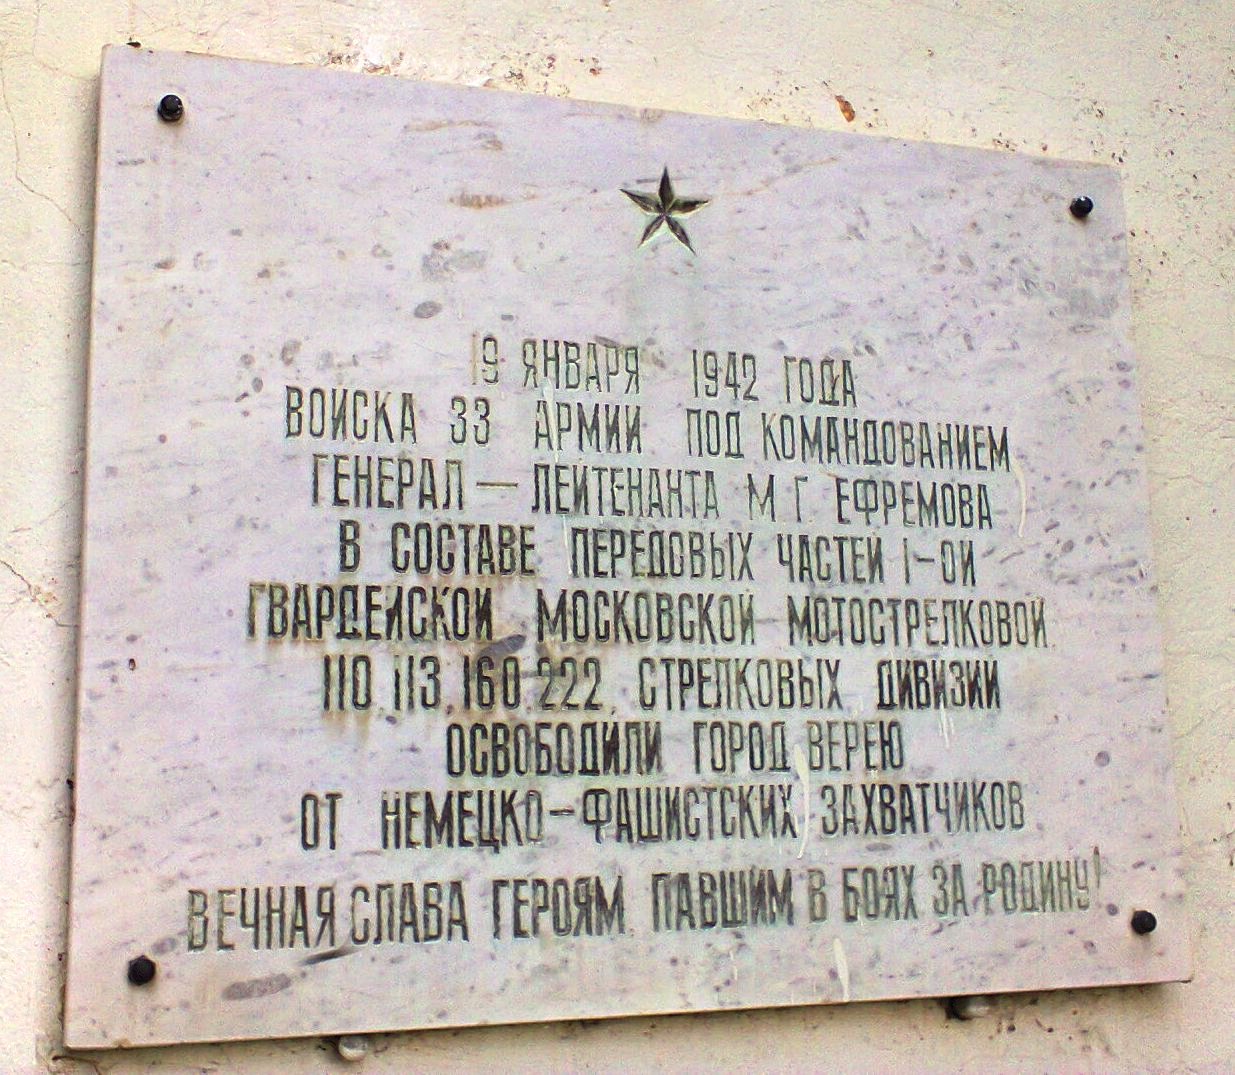 19 ЯНВАРЯ 1942 ГОДА
ВОЙСКА 33 АРМИИ ПОД КОМАНДОВАНИЕМ
ГЕНЕРАЛ — ЛЕЙТЕНАНТА М. Г. ЕФРЕМОВА
В СОСТАВЕ ПЕРЕДОВЫХ ЧАСТЕЙ I-ОЙ
ГВАРДЕЙСКОЙ МОСКОВСКОЙ МОТОСТРЕЛКОВОЙ.
110, 113, 160, 222, СТРЕЛКОВЫХ ДИВИЗИЙ
ОСВОБОДИЛИ ГОРОД ВЕРЕЮ
ОТ НЕМЕЦКО-ФАШИСТСКИХ ЗАХВАТЧИКОВ
ВЕЧНАЯ СЛАВА ГЕРОЯМ ПАВШИМ В БОЯХ ЗА РОДИНУ!